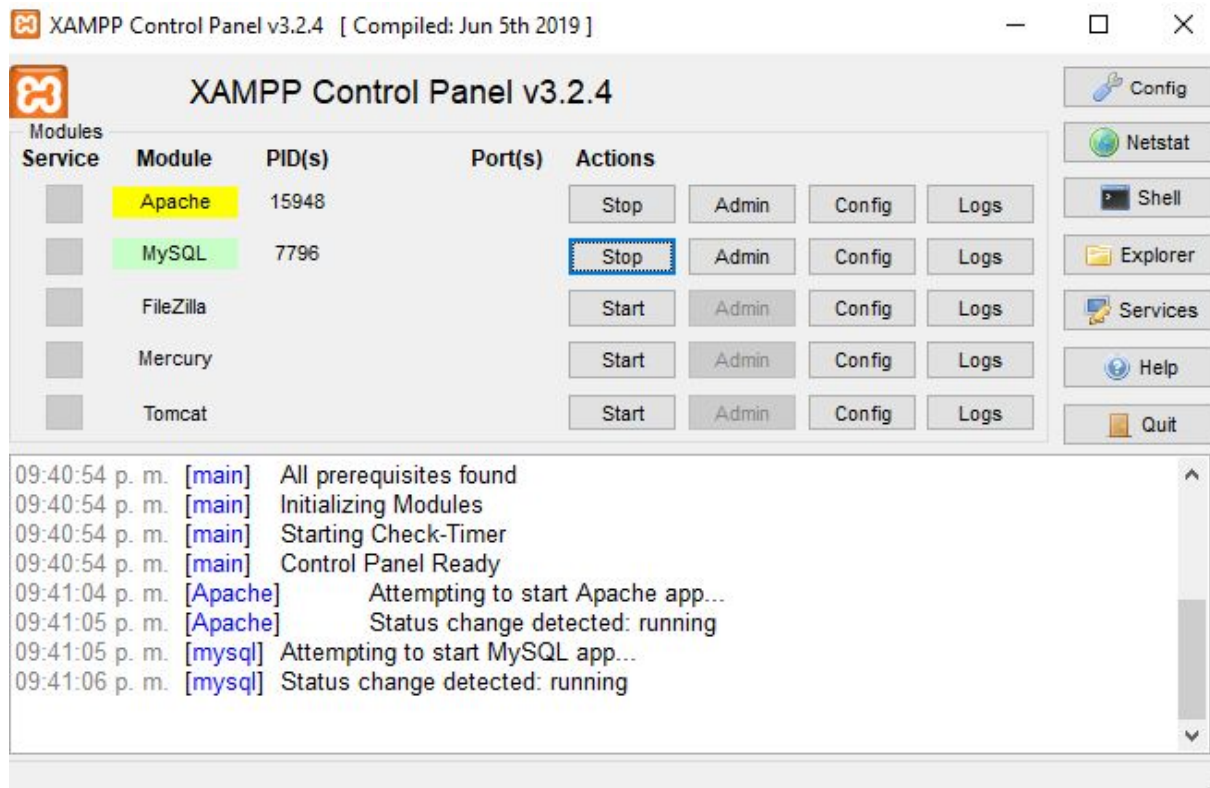 XAMPP Control Panel v3.2.4 [ Compiled: Jun 5th 2019 ]
XAMPP Control Panel v3.2.4
Config
Modules
Netstat
Service Module PID(s) Port(s) Actions
Apache 15948 Stop Admin Config Logs
Shell
MySQL 7796 Stop Admin Config Logs
Explorer
FileZilla Start Admin Config Logs
Services
Mercury Start Admin Config Logs
Help
Tomcat Start Admin Config Logs
Quit
09:40:54 p. m. [main] All prerequisites found
09:40:54 p. m. [main] Initializing Modules
09:40:54 p. m. [main] Starting Check-Timer
09:40:54 p. m. [main] Control Panel Ready
09:41:04 p. m. [Apache] Attempting to start Apache app...
09:41:05 p. m. [Apache] Status change detected: running
09:41:05 p. m. [mysql] Attempting to start MySQL app...
09:41:06 p. m. [mysql] Status change detected: running